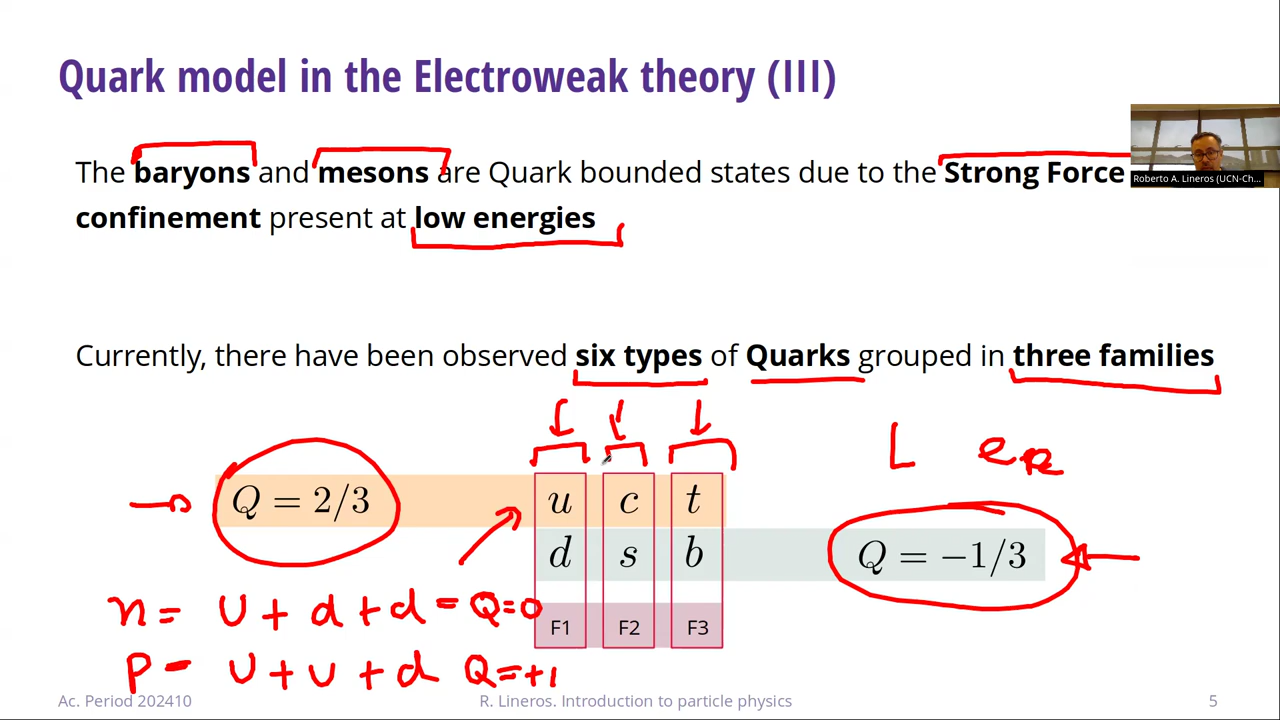 Quark model in the Electroweak theory (III)
The baryons and mesons are Quark bounded states due to the Strong Force
Roberto A. Lineros (UCN-Ch...
confinement present at low energies
Currently, there have been observed six types of Quarks grouped in three families
L e
Q = 2/3 u c t
d s b Q = −1/3
n = u + d + d = Q=0
F1 F2 F3
P = u + u + d Q=+1
Ac. Period 202410 R. Lineros. Introduction to particle physics 5